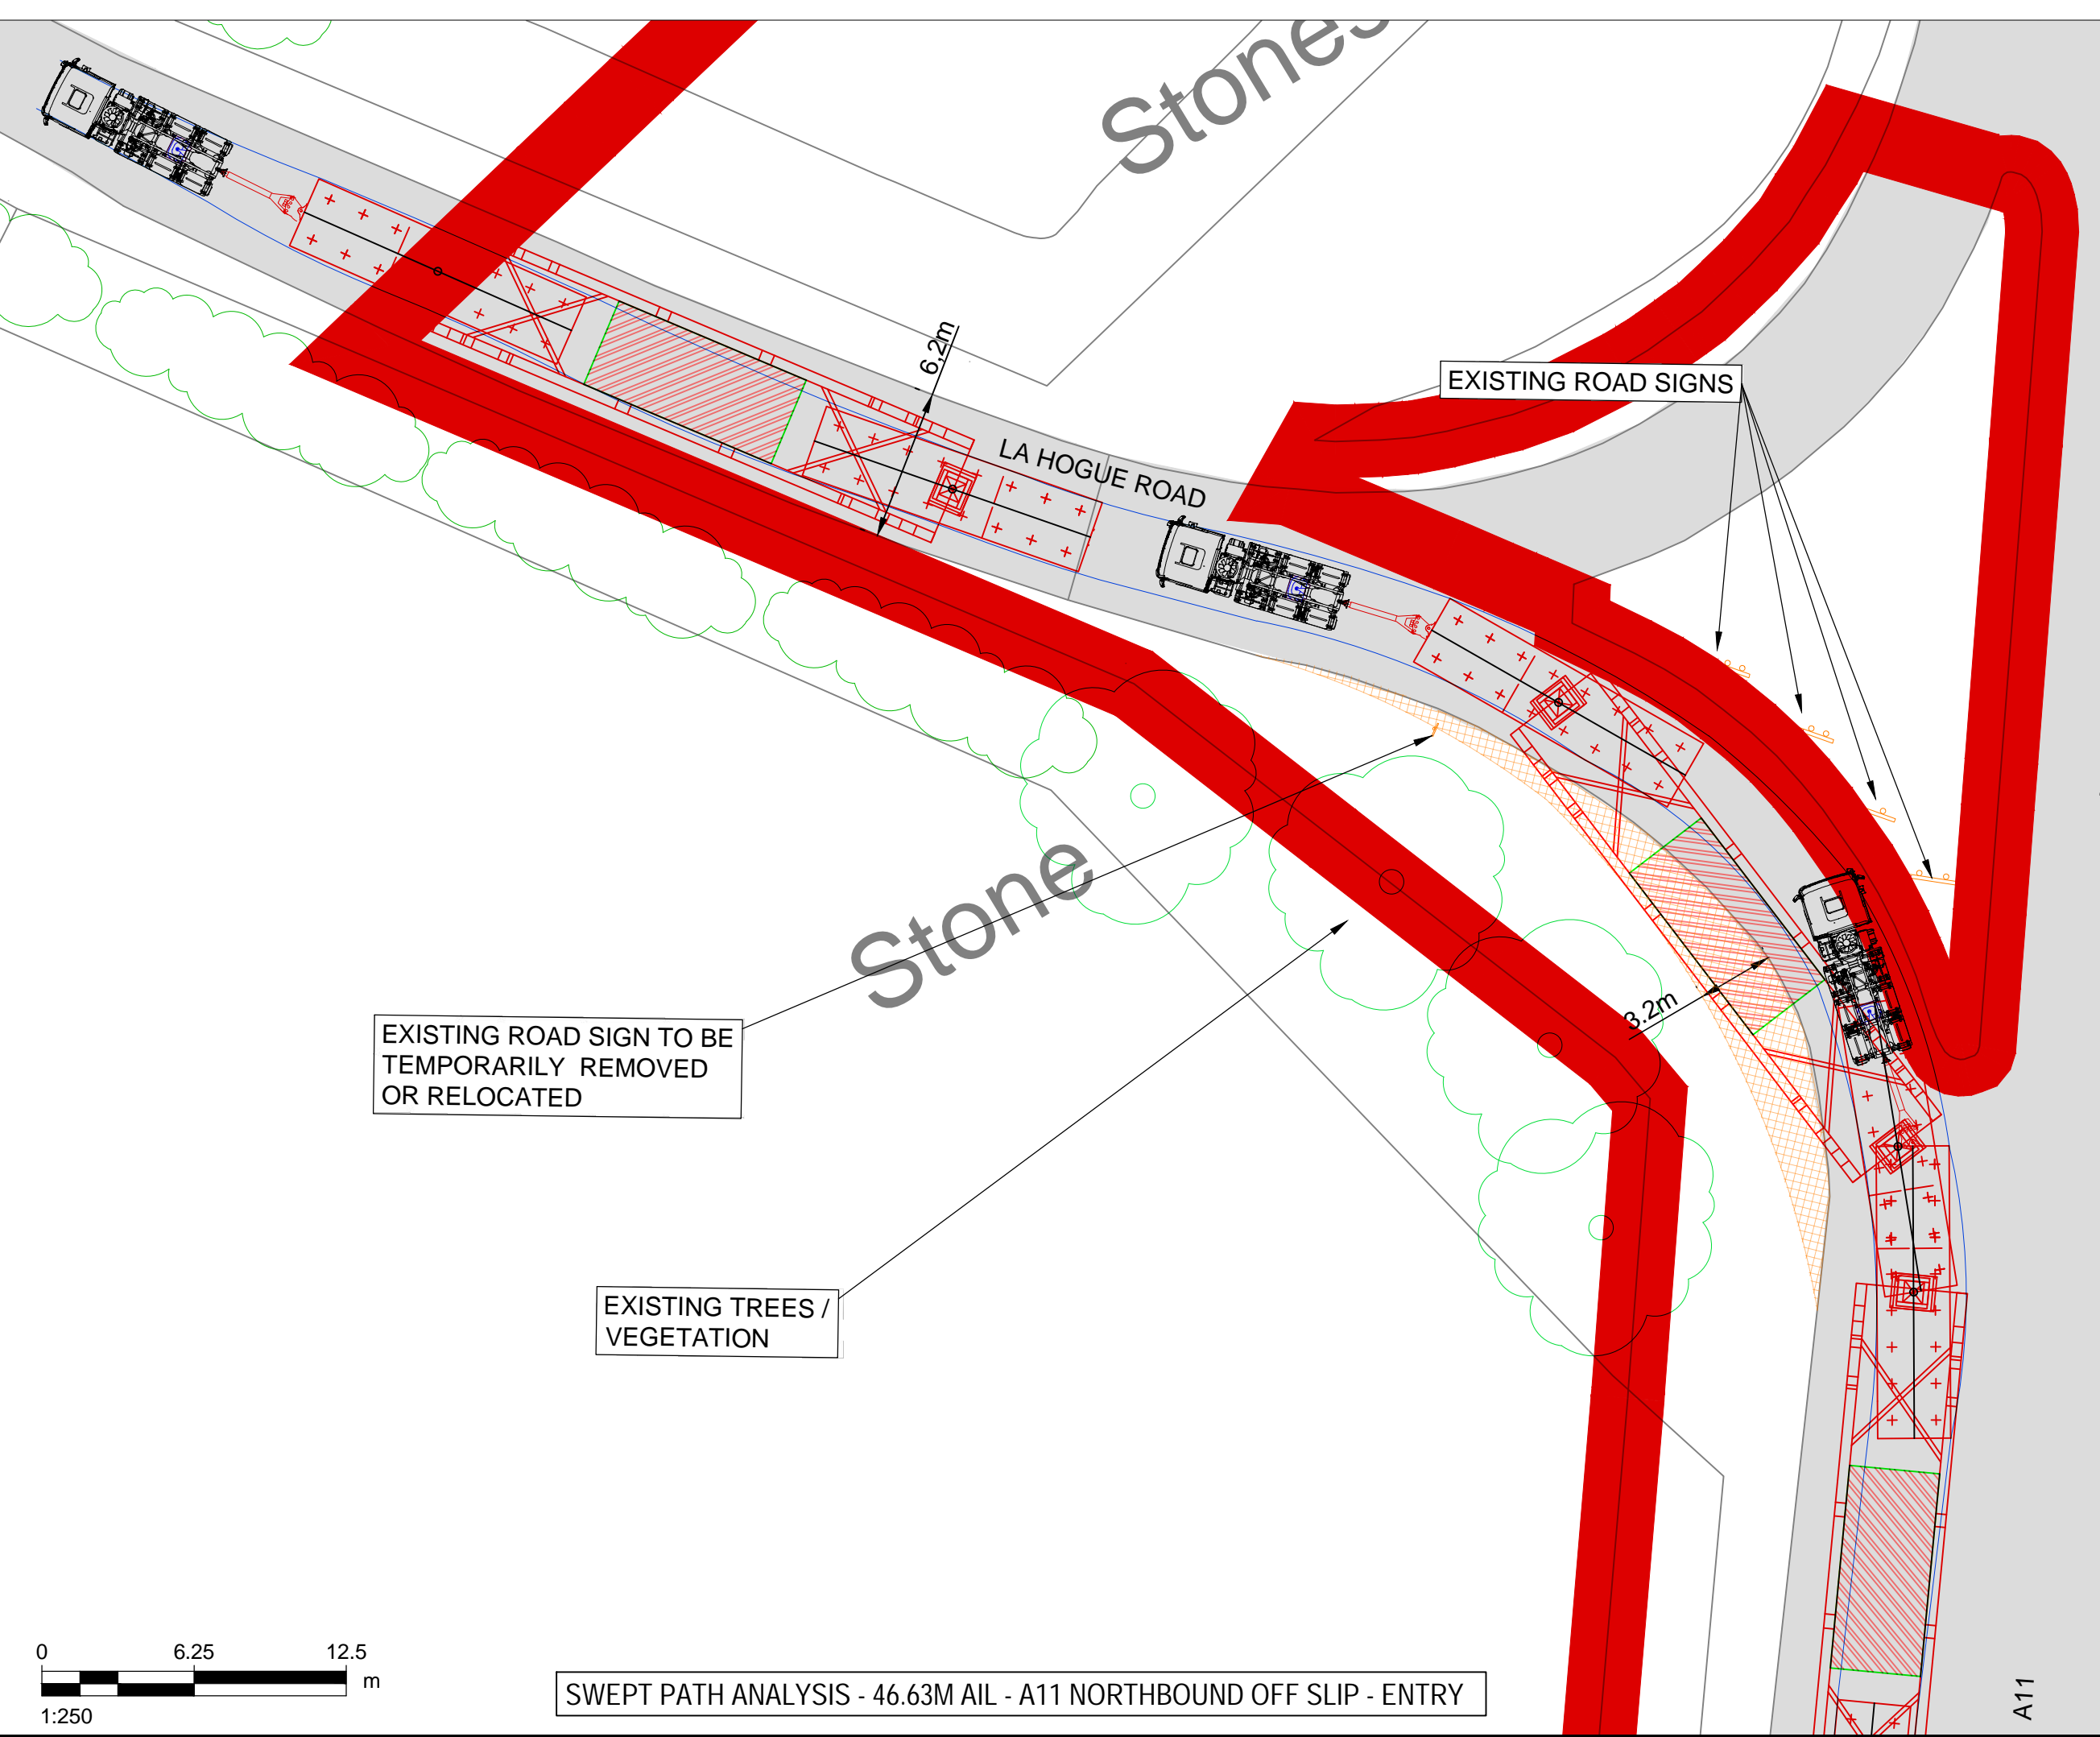 Stones
6,2m
LA HOGUE ROAD
EXISTING ROAD SIGNS
Stone
3.2m
EXISTING ROAD SIGN TO BE
TEMPORARILY REMOVED
OR RELOCATED
EXISTING TREES /
VEGETATION
0 6.25 12.5
m
1:250
SWEPT PATH ANALYSIS - 46.63M AIL - A11 NORTHBOUND OFF SLIP - ENTRY
A11